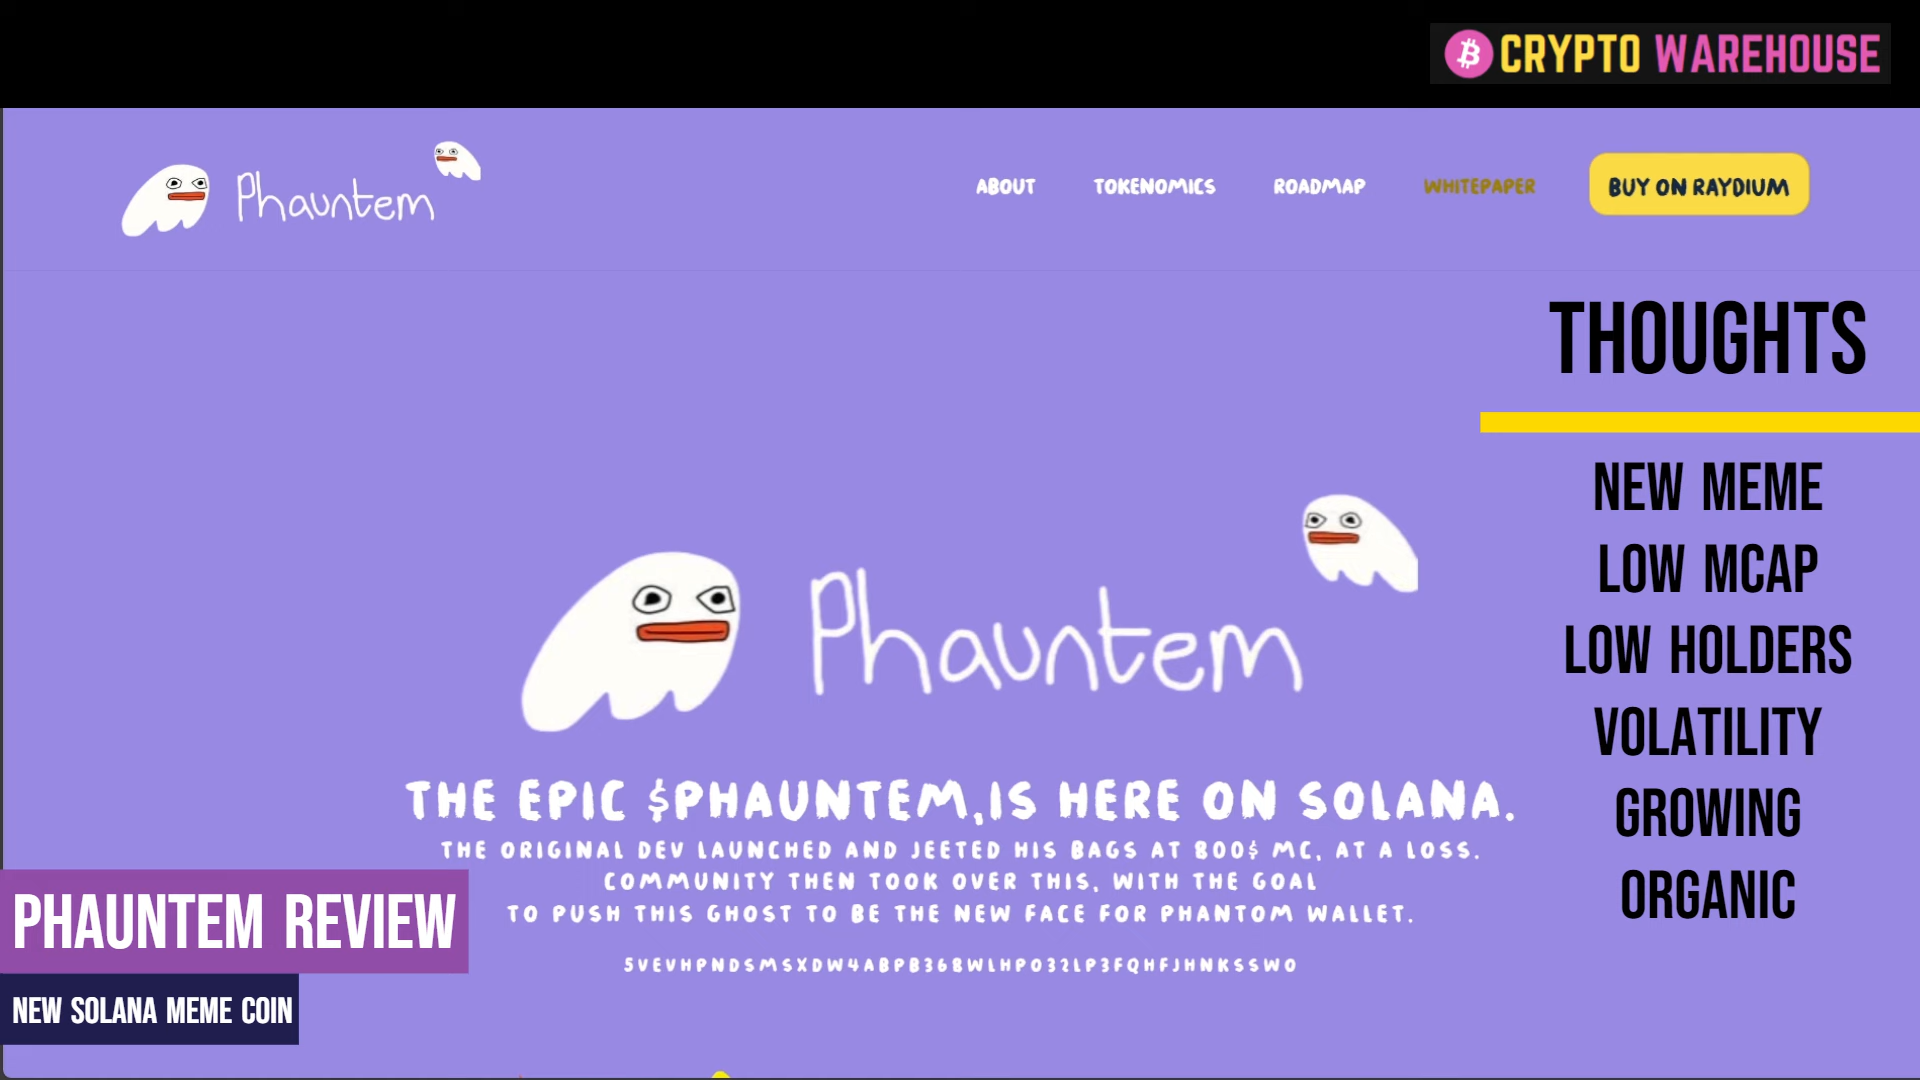 CRYPTO WAREHOUSE
Phauntem
ABOUT TOKENOMICS ROADMAP WHITEPAPER BUY ON RAYDIUM
THOUGHTS
NEW MEME
LOW MCAP
LOW HOLDERS
VOLATILITY
GROWING
ORGANIC
Phauntem
THE EPIC $PHAUNTEM,IS HERE ON SOLANA.
THE ORIGINAL DEV LAUNCHED AND JEETED HIS BAGS AT 800$ MC, AT A LOSS.
COMMUNITY THEN TOOK OVER THIS, WITH THE GOAL
TO PUSH THIS GHOST TO BE THE NEW FACE FOR PHANTOM WALLET.
PHAUNTEM REVIEW
NEW SOLANA MEME COIN